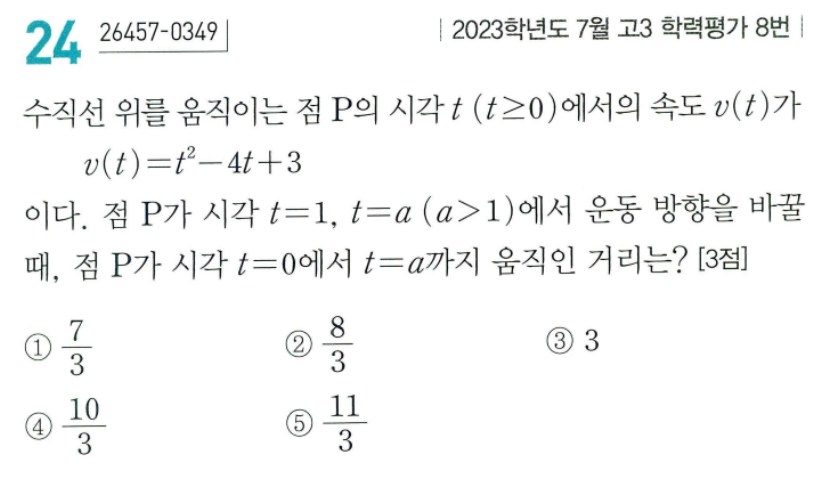 24 26457-0349 | 2023학년도 7월 고3 학력평가 8번 |
수직선 위를 움직이는 점 P의 시각 t (t≥0)에서의 속도 v(t)가
v(t)=t²-4t+3
이다. 점 P가 시각 t=1, t=a (a>1)에서 운동 방향을 바꿀
때, 점 P가 시각 t=0에서 t=a까지 움직인 거리는? [3점]
① 7/3 ② 8/3 ③ 3
④ 10/3 ⑤ 11/3